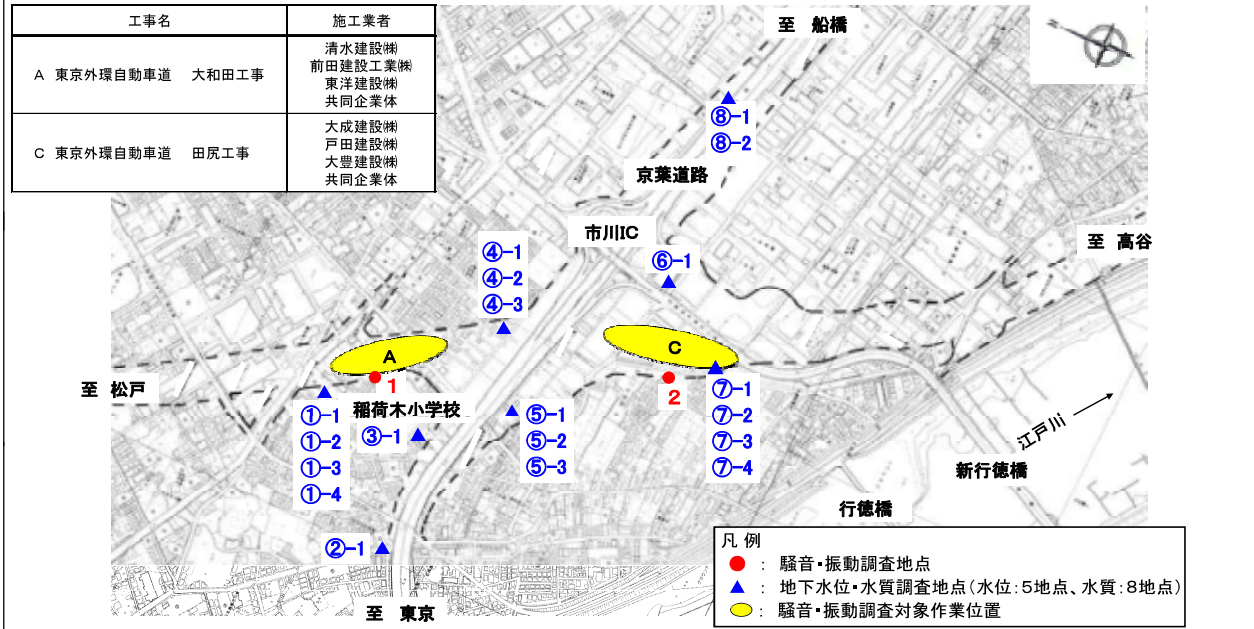 工事名 施工業者
A 東京外環自動車道 大和田工事
清水建設㈱
前田建設工業㈱
東洋建設㈱
共同企業体
C 東京外環自動車道 田尻工事
大成建設㈱
戸田建設㈱
大豊建設㈱
共同企業体
至 船橋
N
⑧-1
⑧-2
京葉道路
市川IC
至 高谷
④-1
④-2
④-3
⑥-1
A
C
至 松戸
1
2
稲荷木小学校
①-1
①-2
①-3
①-4
③-1
⑤-1
⑤-2
⑤-3
⑦-1
⑦-2
⑦-3
⑦-4
江戸川
新行徳橋
行徳橋
②-1
至 東京
凡 例
： 騒音・振動調査地点
： 地下水位・水質調査地点（水位：5地点、水質：8地点）
： 騒音・振動調査対象作業位置